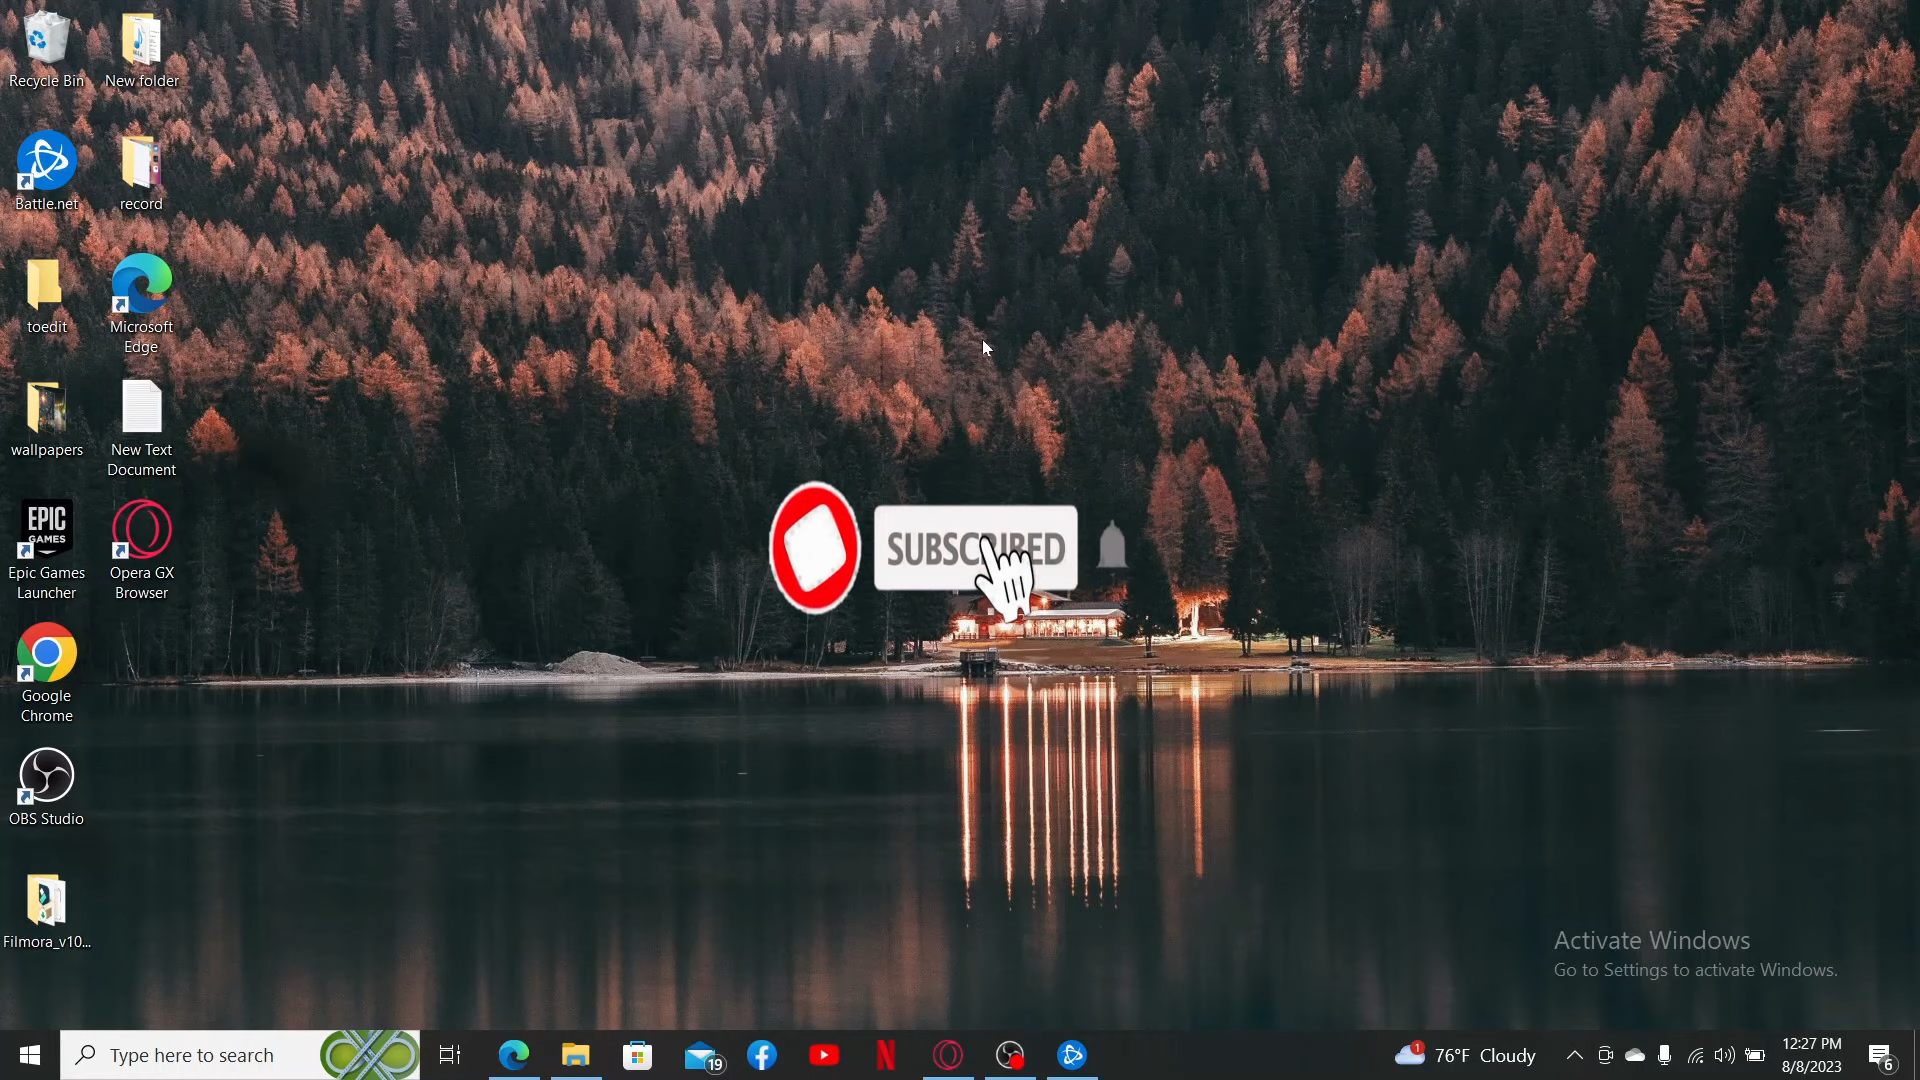 Recycle Bin
New folder
Battle.net
record
toedit
Microsoft
Edge
wallpapers
New Text
Document
EPIC
GAMES
Epic Games
Launcher
Opera GX
Browser
Google
Chrome
OBS Studio
Filmora_v10...
SUBSCRIBED
Activate Windows
Go to Settings to activate Windows.
Type here to search
19
1
76°F Cloudy
12:27 PM
8/8/2023
6